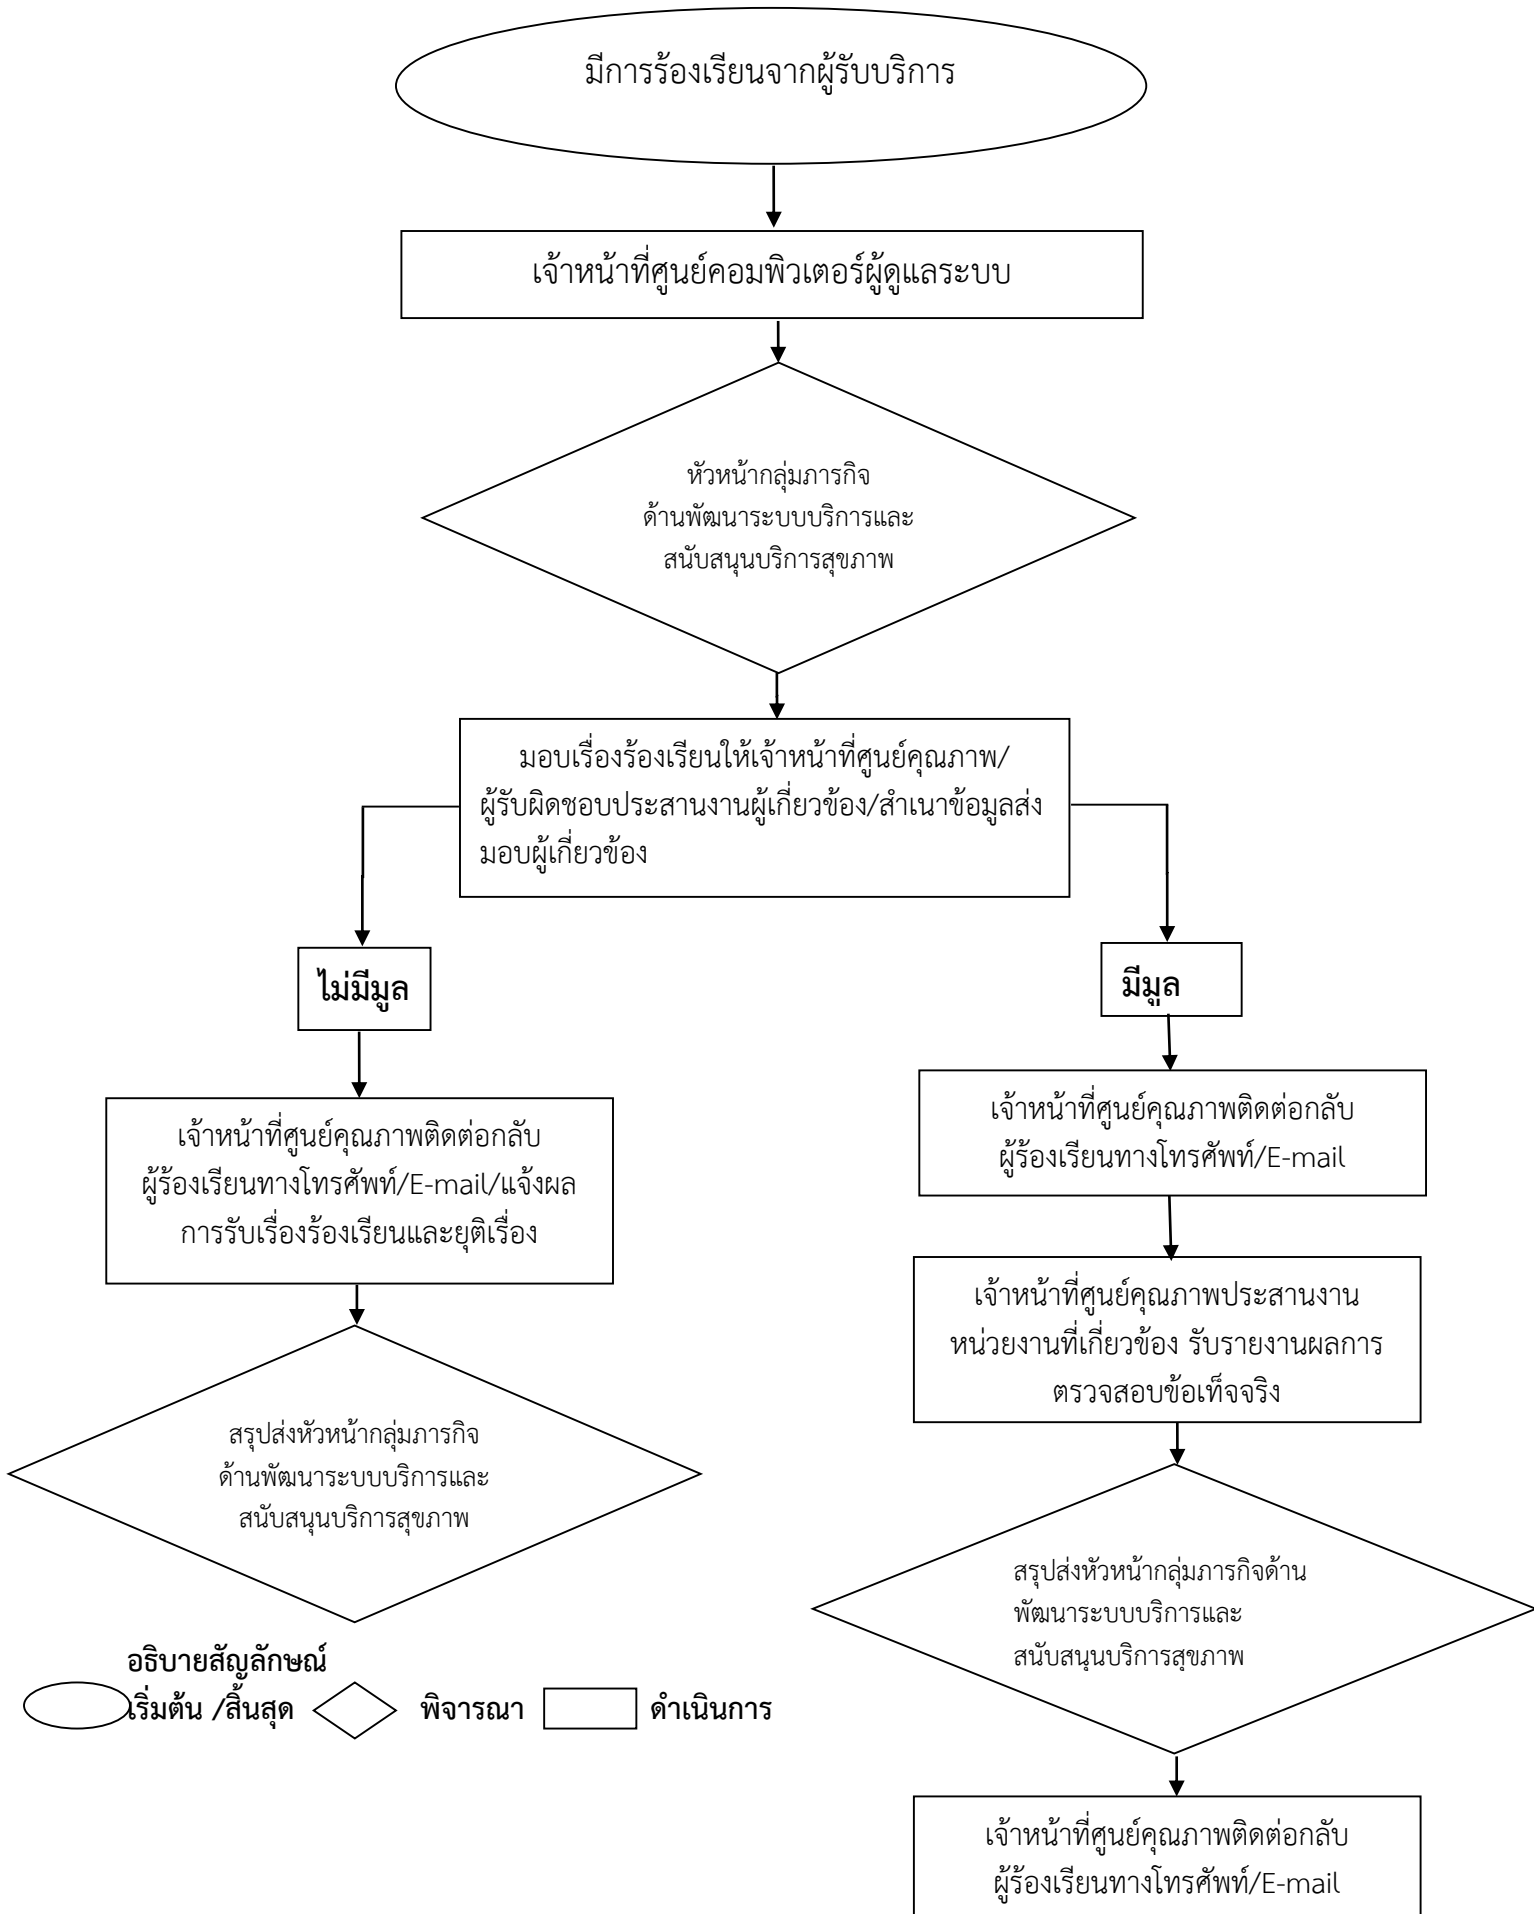 มีการร้องเรียนจากผู้รับบริการ
เจ้าหน้าที่ศูนย์คอมพิวเตอร์ผู้ดูแลระบบ
หัวหน้ากลุ่มภารกิจ
ด้านพัฒนาระบบบริการและ
สนับสนุนบริการสุขภาพ
มอบเรื่องร้องเรียนให้เจ้าหน้าที่ศูนย์คุณภาพ/
ผู้รับผิดชอบประสานงานผู้เกี่ยวข้อง/สำเนาข้อมูลส่ง
มอบผู้เกี่ยวข้อง
ไม่มีมูล
เจ้าหน้าที่ศูนย์คุณภาพติดต่อกลับ
ผู้ร้องเรียนทางโทรศัพท์/E-mail/แจ้งผล
การรับเรื่องร้องเรียนและยุติเรื่อง
สรุปส่งหัวหน้ากลุ่มภารกิจ
ด้านพัฒนาระบบบริการและ
สนับสนุนบริการสุขภาพ
มีมูล
เจ้าหน้าที่ศูนย์คุณภาพติดต่อกลับ
ผู้ร้องเรียนทางโทรศัพท์/E-mail
เจ้าหน้าที่ศูนย์คุณภาพประสานงาน
หน่วยงานที่เกี่ยวข้อง รับรายงานผลการ
ตรวจสอบข้อเท็จจริง
สรุปส่งหัวหน้ากลุ่มภารกิจด้าน
พัฒนาระบบบริการและ
สนับสนุนบริการสุขภาพ
เจ้าหน้าที่ศูนย์คุณภาพติดต่อกลับ
ผู้ร้องเรียนทางโทรศัพท์/E-mail
อธิบายสัญลักษณ์
เริ่มต้น /สิ้นสุด พิจารณา ดำเนินการ